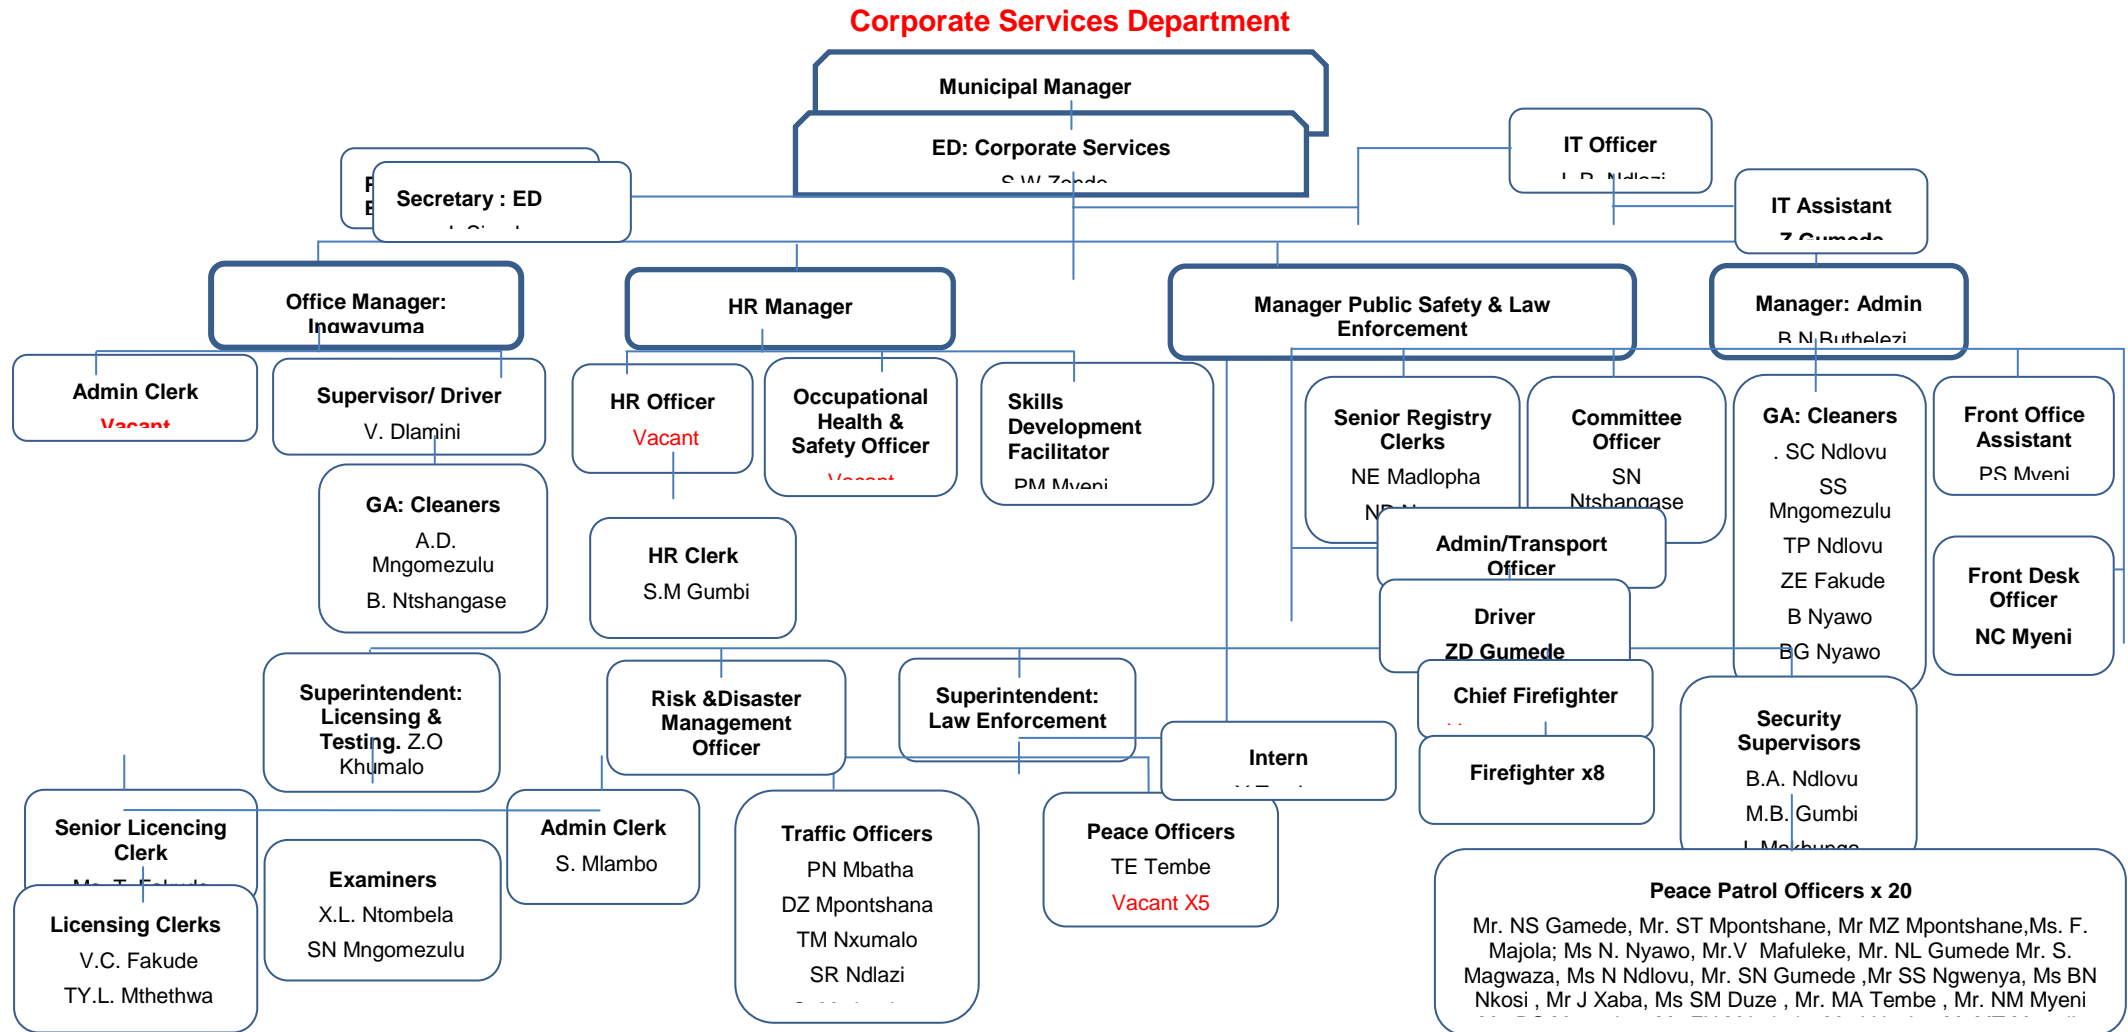 Corporate Services Department
Municipal Manager
ED: Corporate Services
S.W Zondo
IT Officer
Secretary : ED
IT Assistant
Z Gumede
Office Manager:
Ingwavuma
HR Manager
Manager Public Safety & Law
Enforcement
Manager: Admin
B.N Buthelezi
Admin Clerk
Vacant
Supervisor/ Driver
V. Dlamini
HR Officer
Vacant
Occupational
Health &
Safety Officer
Vacant
Skills
Development
Facilitator
PM Myeni
Senior Registry
Clerks
NE Madlopha
Committee
Officer
SN
Ntshangase
GA: Cleaners
. SC Ndlovu
SS
Mngomezulu
TP Ndlovu
ZE Fakude
B Nyawo
BG Nyawo
Front Office
Assistant
PS Myeni
GA: Cleaners
A.D.
Mngomezulu
B. Ntshangase
HR Clerk
S.M Gumbi
Admin/Transport
Officer
Front Desk
Officer
NC Myeni
Driver
ZD Gumede
Superintendent:
Licensing &
Testing. Z.O
Khumalo
Risk &Disaster
Management
Officer
Superintendent:
Law Enforcement
Chief Firefighter
Security
Supervisors
B.A. Ndlovu
M.B. Gumbi
Intern
Firefighter x8
Senior Licencing
Clerk
Admin Clerk
S. Mlambo
Traffic Officers
PN Mbatha
DZ Mpontshana
TM Nxumalo
SR Ndlazi
Peace Officers
TE Tembe
Vacant X5
Examiners
X.L. Ntombela
SN Mngomezulu
Licensing Clerks
V.C. Fakude
TY.L. Mthethwa
Peace Patrol Officers x 20
Mr. NS Gamede, Mr. ST Mpontshane, Mr MZ Mpontshane,Ms. F.
Majola; Ms N. Nyawo, Mr.V Mafuleke, Mr. NL Gumede Mr. S.
Magwaza, Ms N Ndlovu, Mr. SN Gumede ,Mr SS Ngwenya, Ms BN
Nkosi , Mr J Xaba, Ms SM Duze , Mr. MA Tembe , Mr. NM Myeni